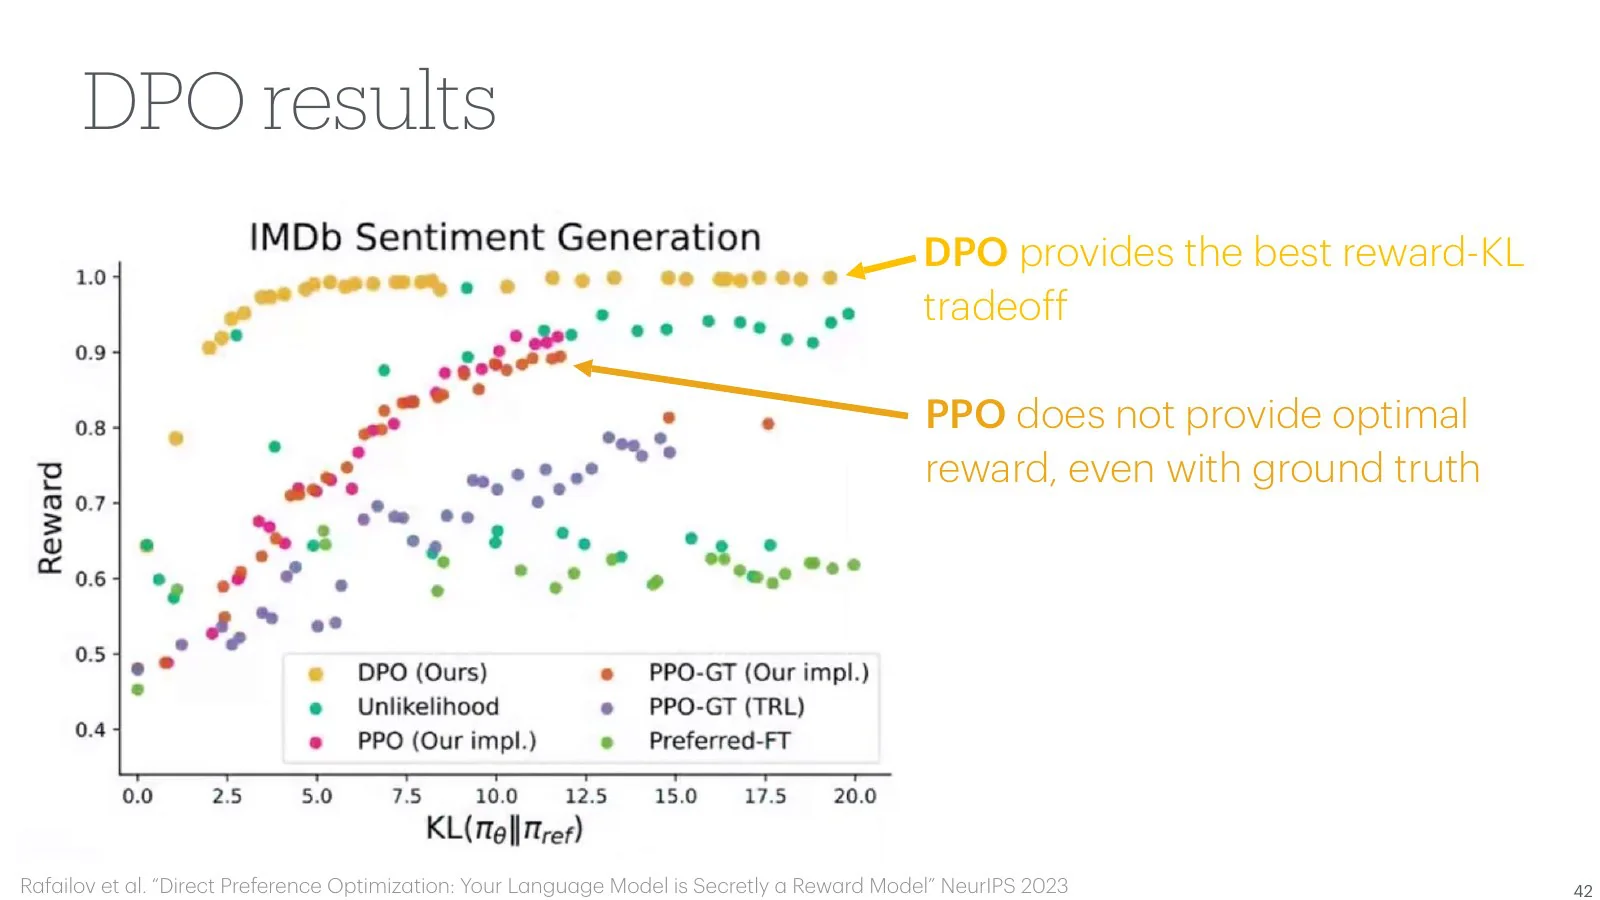 DPO results
IMDb Sentiment Generation
DPO provides the best reward-KL
tradeoff
PPO does not provide optimal
reward, even with ground truth
Reward
1.0
0.9
0.8
0.7
0.6
0.5
0.4
DPO (Ours)
Unlikelihood
PPO (Our impl.)
PPO-GT (Our impl.)
PPO-GT (TRL)
Preferred-FT
0.0 2.5 5.0 7.5 10.0 12.5 15.0 17.5 20.0
KL(πθ‖πref)
Rafailov et al. “Direct Preference Optimization: Your Language Model is Secretly a Reward Model” NeurIPS 2023
42